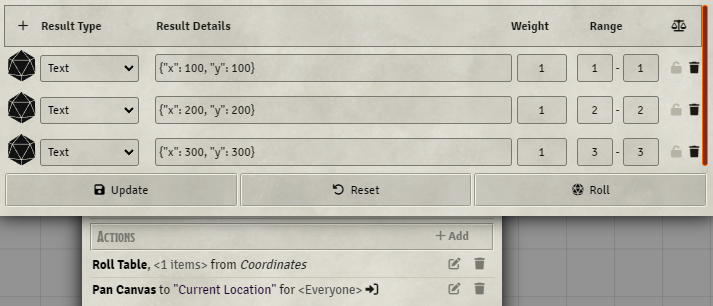 + Result Type Result Details Weight Range
Text {"x": 100, "y": 100} 1 1 - 1
Text {"x": 200, "y": 200} 1 2 - 2
Text {"x": 300, "y": 300} 1 3 - 3
Update Reset Roll
Actions + Add
Roll Table, <1 items> from Coordinates
Pan Canvas to "Current Location" for <Everyone>